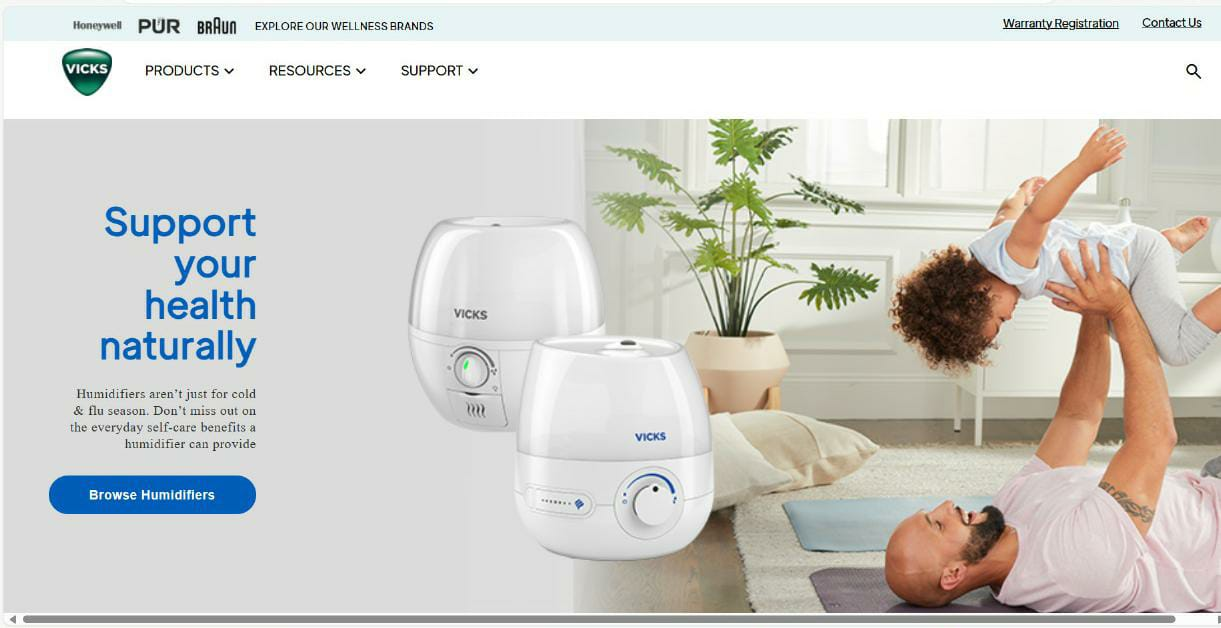 Honeywell PUR BRAUN EXPLORE OUR WELLNESS BRANDS Warranty Registration Contact Us
VICKS PRODUCTS RESOURCES SUPPORT
Support
your
health
naturally
Humidifiers aren't just for cold
& flu season. Don't miss out on
the everyday self-care benefits a
humidifier can provide
Browse Humidifiers
VICKS
VICKS